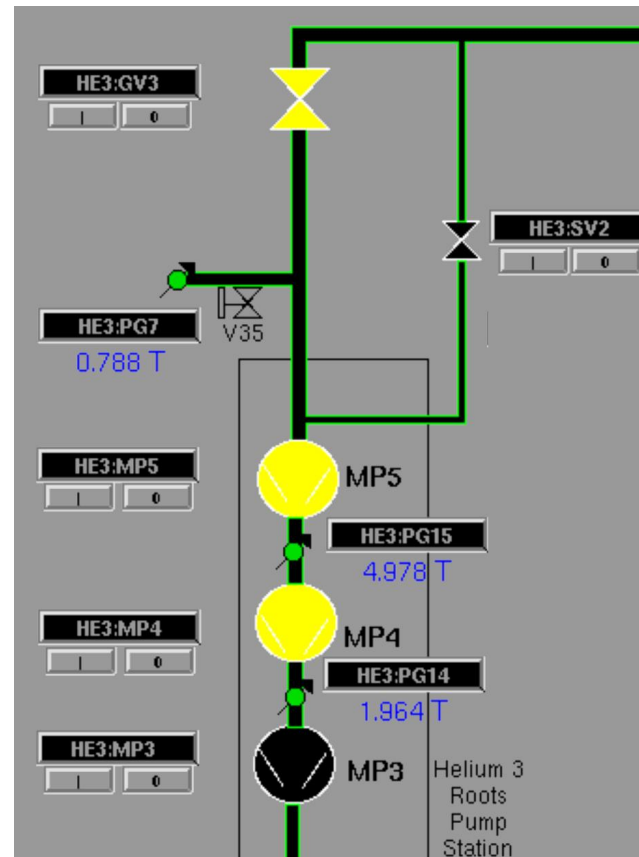 HE3:GV3
I 0
HE3:SV2
I 0
V35
HE3:PG7
0.788 T
HE3:MP5
I 0
MP5
HE3:PG15
4.978 T
HE3:MP4
I 0
MP4
HE3:PG14
1.964 T
HE3:MP3
I 0
MP3
Helium 3
Roots
Pump
Station